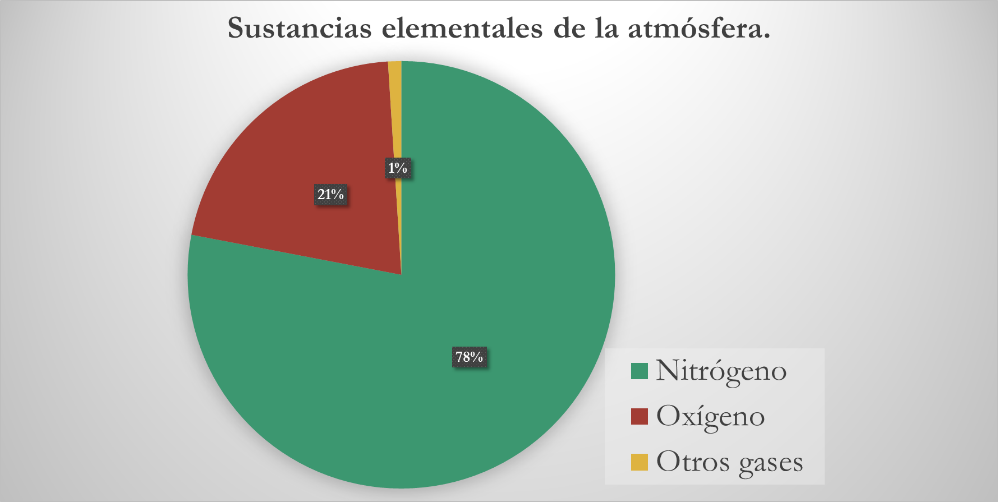 Sustancias elementales de la atmósfera.
1%
21%
78%
Nitrógeno
Oxígeno
Otros gases